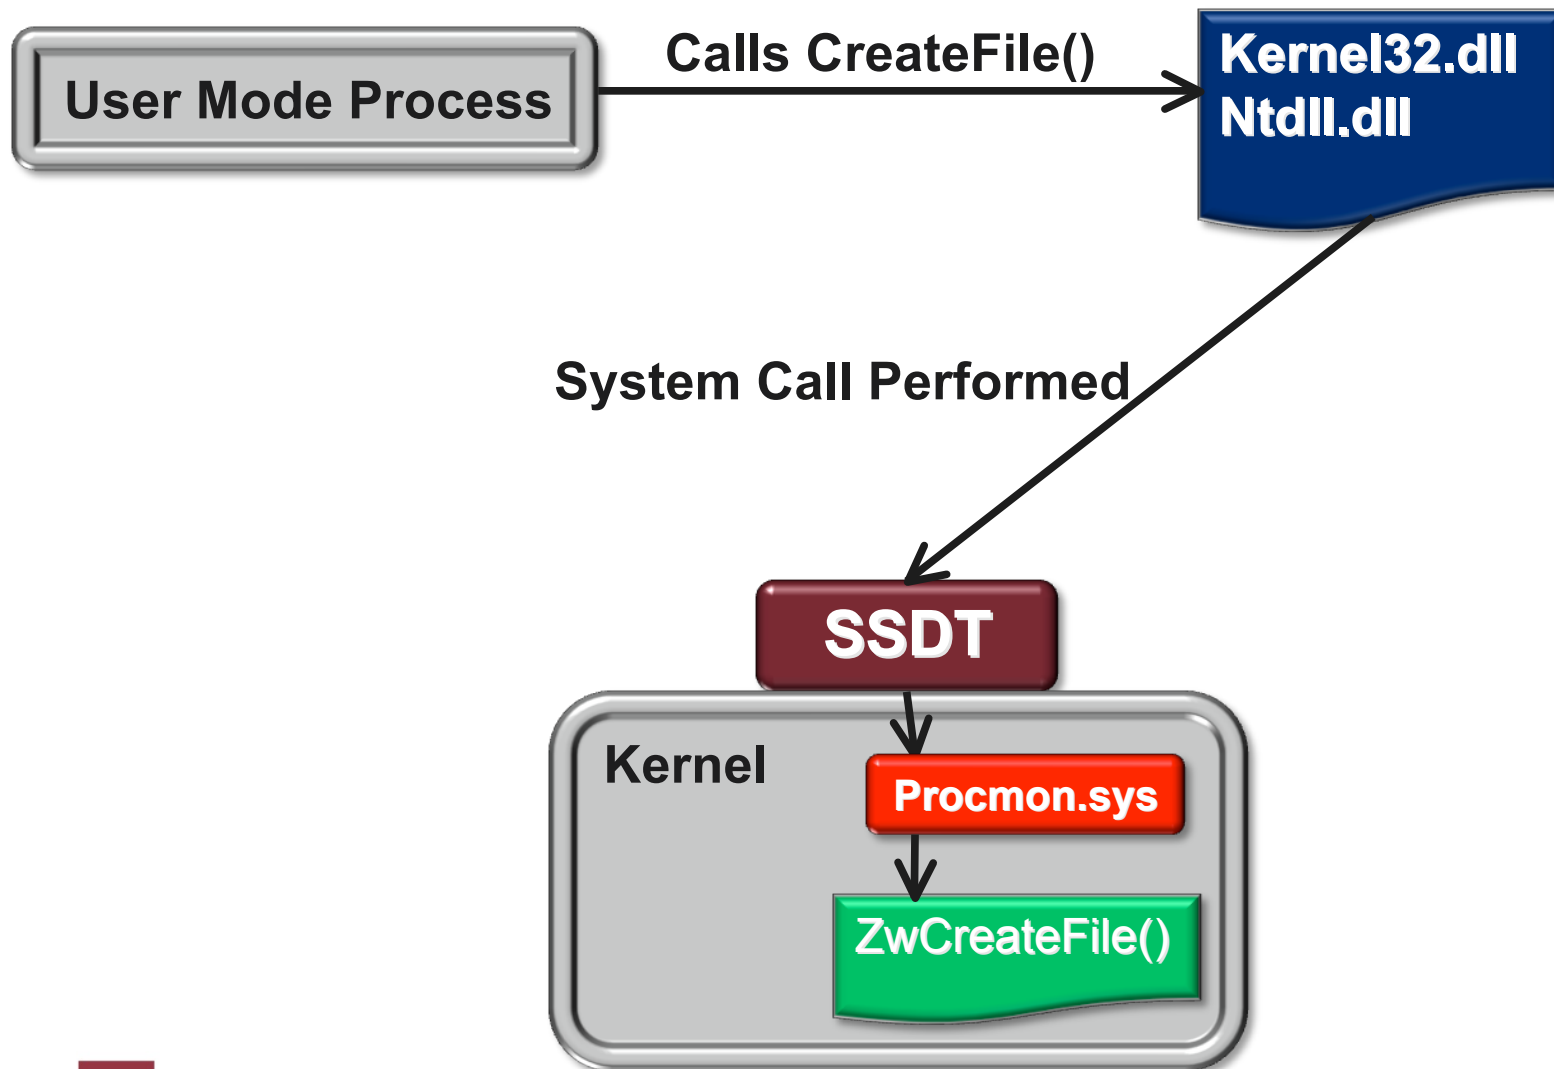 User Mode Process
Calls CreateFile()
Kernel32.dll
Ntdll.dll
System Call Performed
SSDT
Kernel
Procmon.sys
ZwCreateFile()